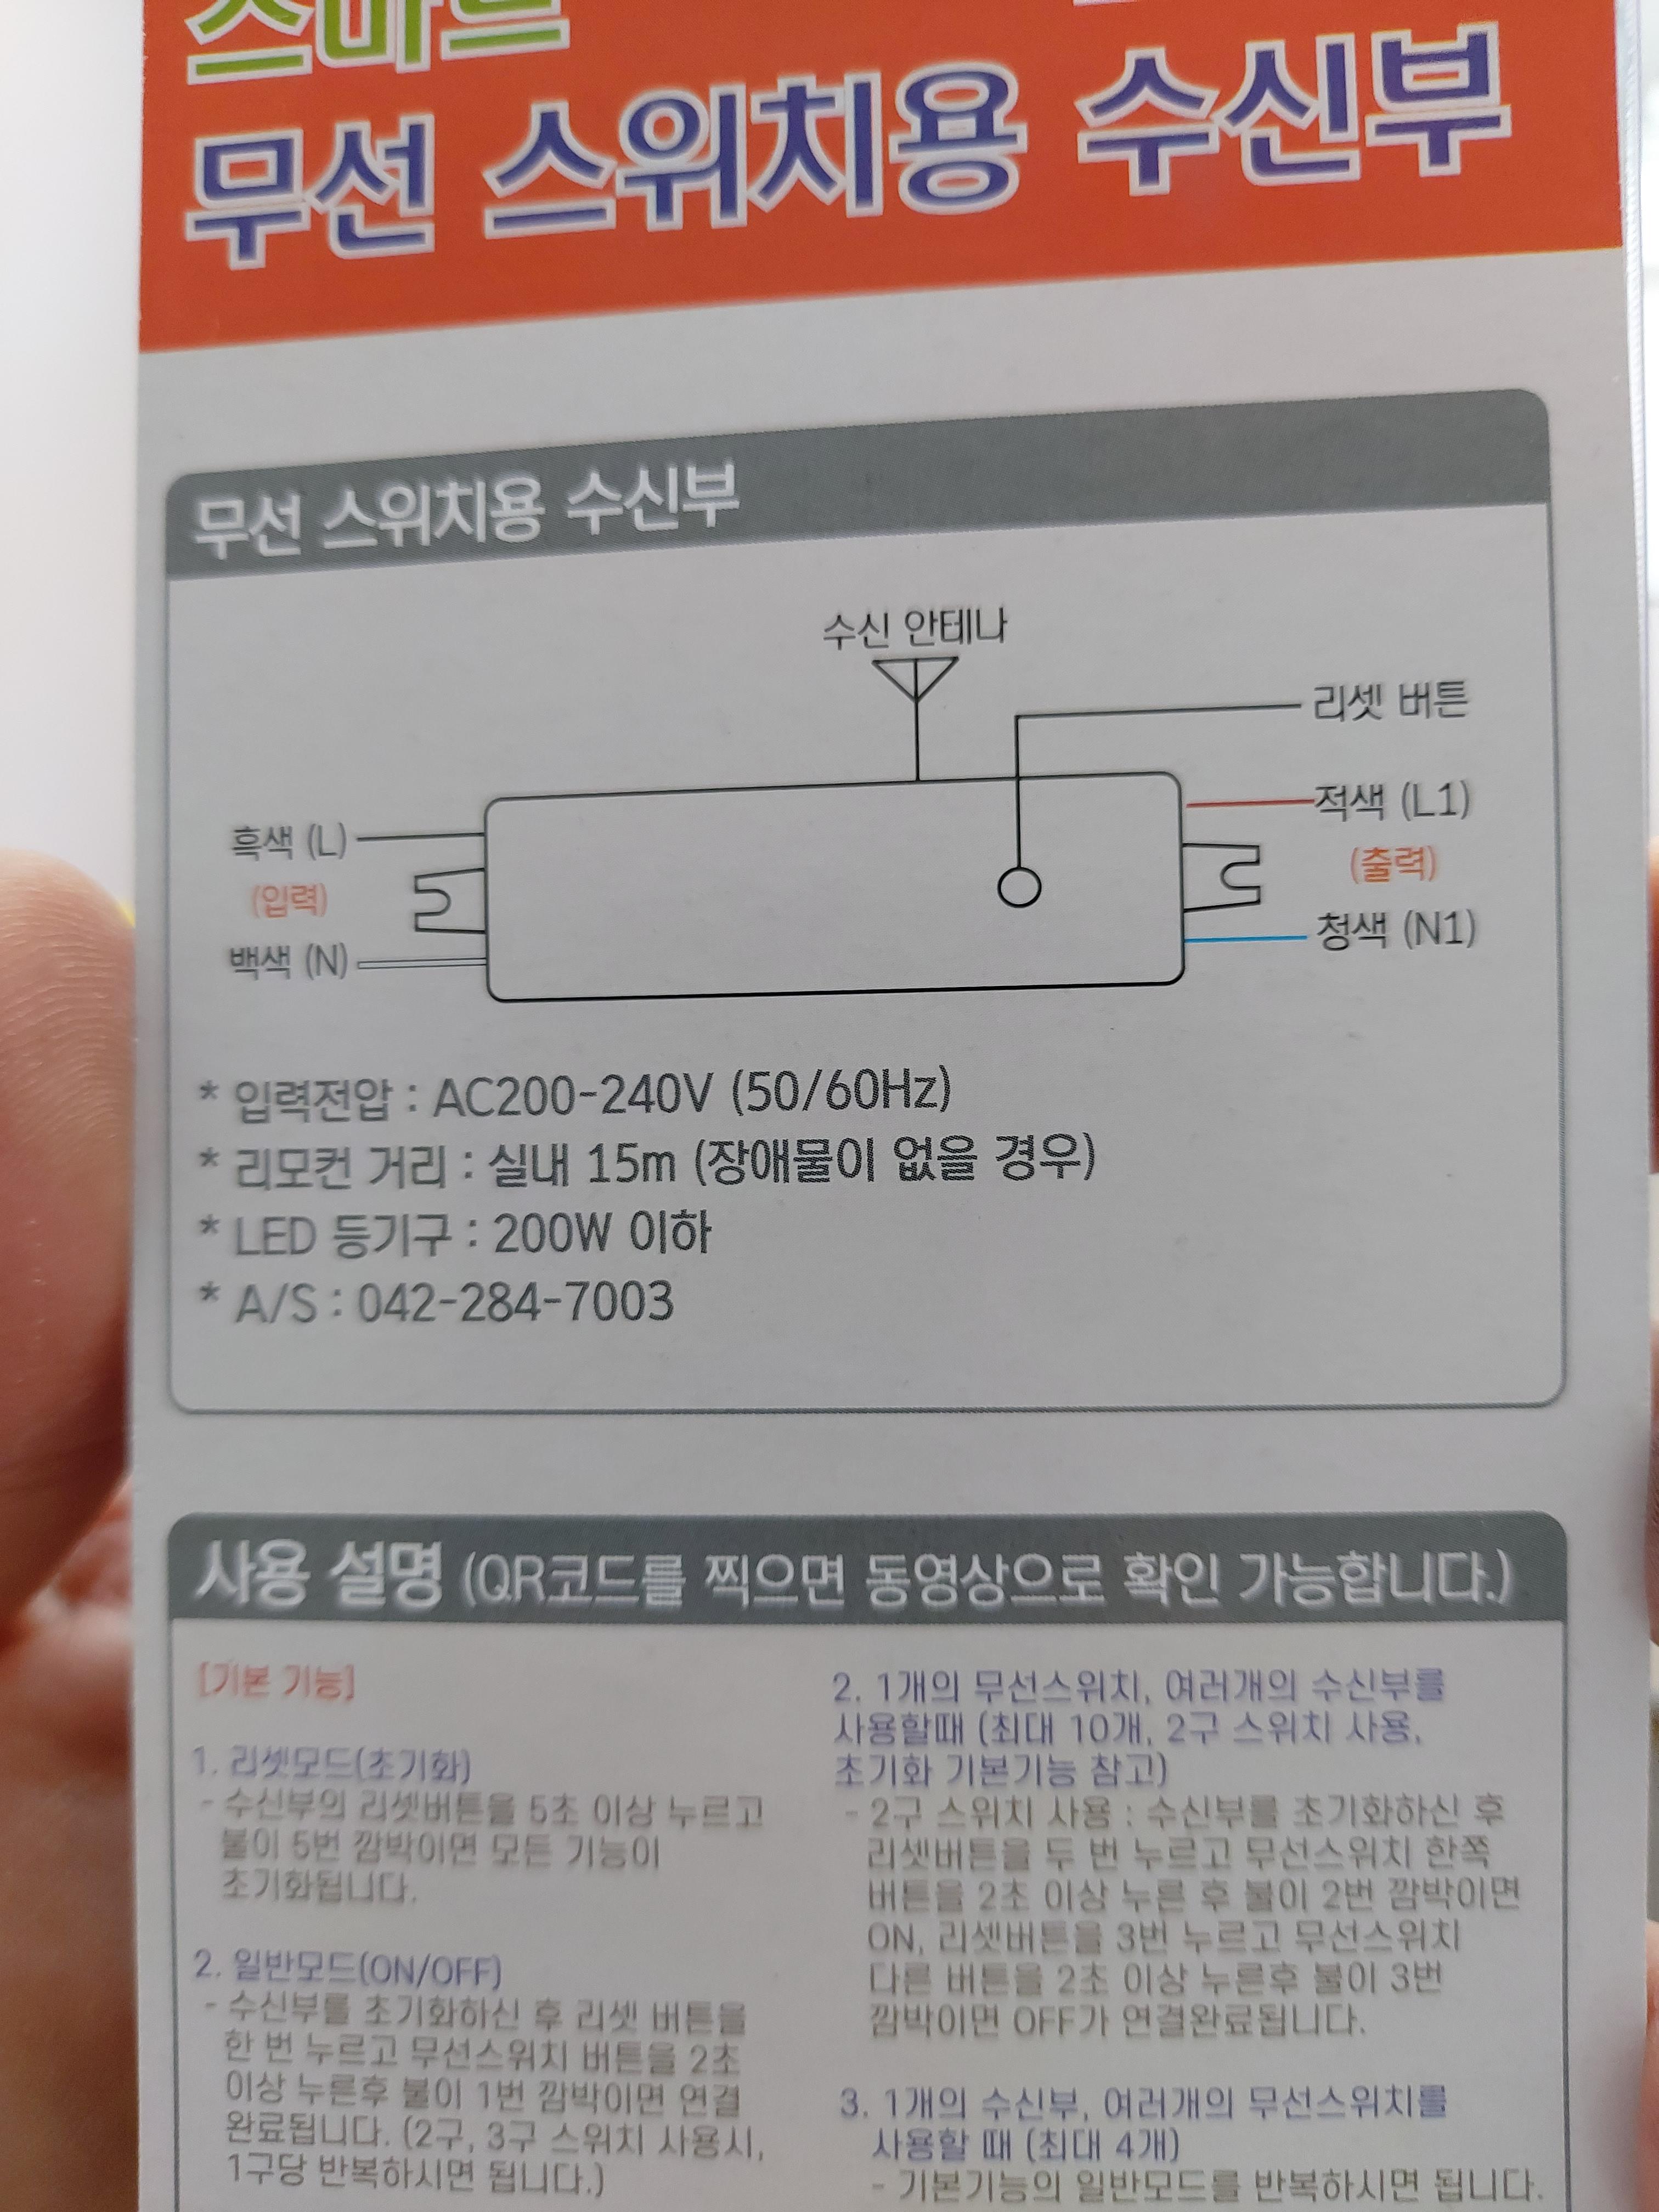 스마트
무선 스위치용 수신부
무선 스위치용 수신부
수신 안테나
리셋 버튼
흑색 (L)
(입력)
백색 (N)
적색 (L1)
(출력)
청색 (N1)
* 입력전압 : AC200-240V (50/60Hz)
* 리모컨 거리 : 실내 15m (장애물이 없을 경우)
* LED 등기구 : 200W 이하
* A/S : 042-284-7003
사용 설명 (QR코드를 찍으면 동영상으로 확인 가능합니다.)
[기본 기능]
1. 리셋모드(초기화)
- 수신부의 리셋버튼을 5초 이상 누르고
불이 5번 깜박이면 모든 기능이
초기화됩니다.
2. 일반모드(ON/OFF)
- 수신부를 초기화하신 후 리셋 버튼을
한 번 누르고 무선스위치 버튼을 2초
이상 누른후 불이 1번 깜박이면 연결
완료됩니다. (2구, 3구 스위치 사용시,
1구당 반복하시면 됩니다.)
2. 1개의 무선스위치, 여러개의 수신부를
사용할때 (최대 10개, 2구 스위치 사용,
초기화 기본기능 참고)
- 2구 스위치 사용 : 수신부를 초기화하신 후
리셋버튼을 두 번 누르고 무선스위치 한쪽
버튼을 2초 이상 누른 후 불이 2번 깜박이면
ON, 리셋버튼을 3번 누르고 무선스위치
다른 버튼을 2초 이상 누른후 불이 3번
깜박이면 OFF가 연결완료됩니다.
3. 1개의 수신부, 여러개의 무선스위치를
사용할 때 (최대 4개)
- 기본기능의 일반모드를 반복하시면 됩니다.